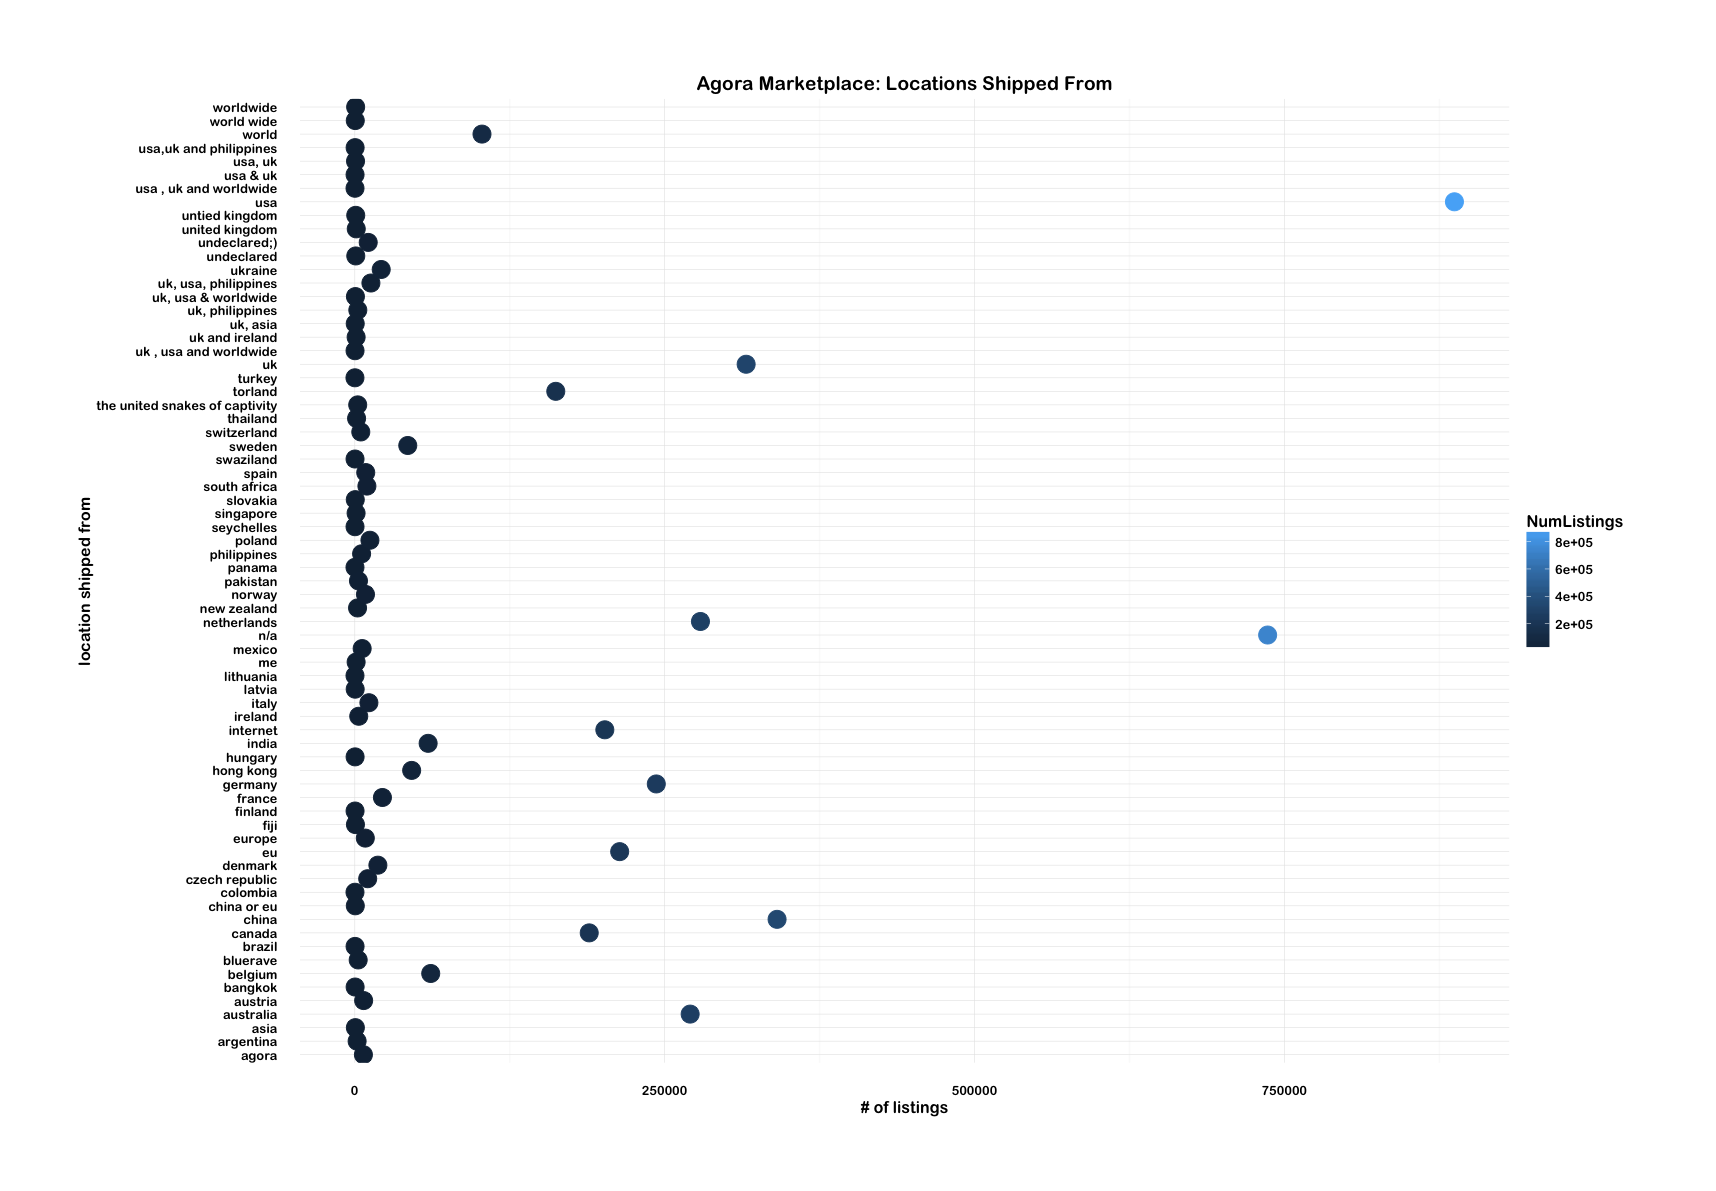 Agora Marketplace: Locations Shipped From
worldwide
world wide
world
usa,uk and philippines
usa, uk
usa & uk
usa , uk and worldwide
usa
untied kingdom
united kingdom
undeclared;)
undeclared
ukraine
uk, usa, philippines
uk, usa & worldwide
uk, philippines
uk, asia
uk and ireland
uk , usa and worldwide
uk
turkey
torland
the united snakes of captivity
thailand
switzerland
sweden
swaziland
spain
south africa
slovakia
singapore
seychelles
poland
philippines
panama
pakistan
norway
new zealand
netherlands
n/a
mexico
me
lithuania
latvia
italy
ireland
internet
india
hungary
hong kong
germany
france
finland
fiji
europe
eu
denmark
czech republic
colombia
china or eu
china
canada
brazil
bluerave
belgium
bangkok
austria
australia
asia
argentina
agora
location shipped from
0 250000 500000 750000
# of listings
NumListings
8e+05
6e+05
4e+05
2e+05